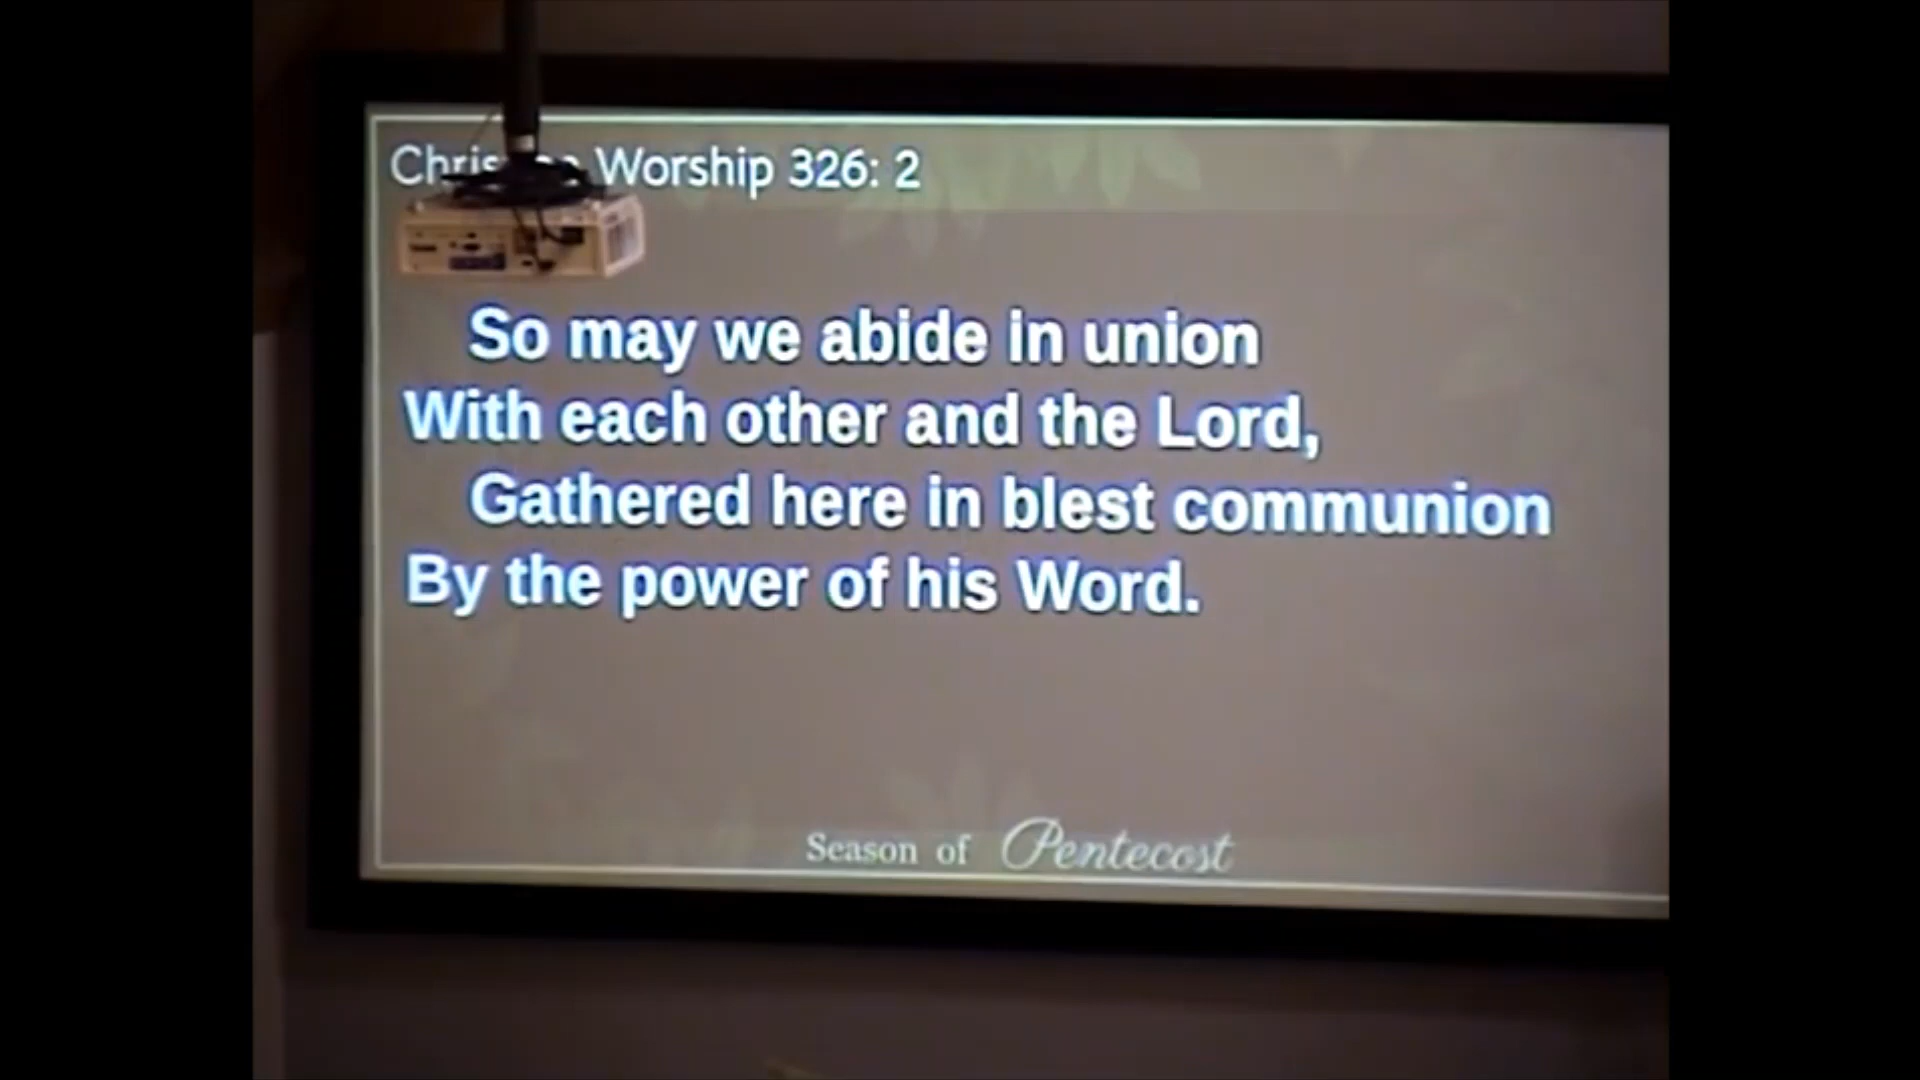 Worship 326: 2
So may we abide in union
With each other and the Lord,
Gathered here in blest communion
By the power of his Word.
Season of Pentecost